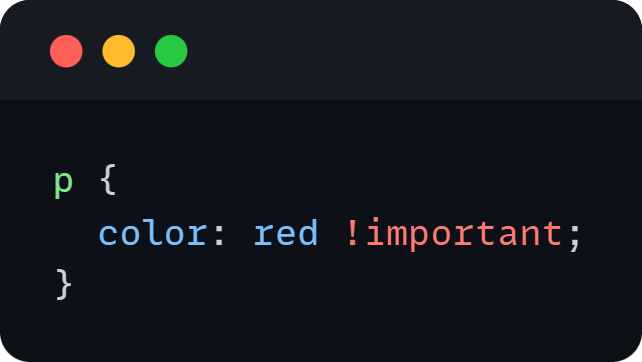 p {
  color: red !important;
}